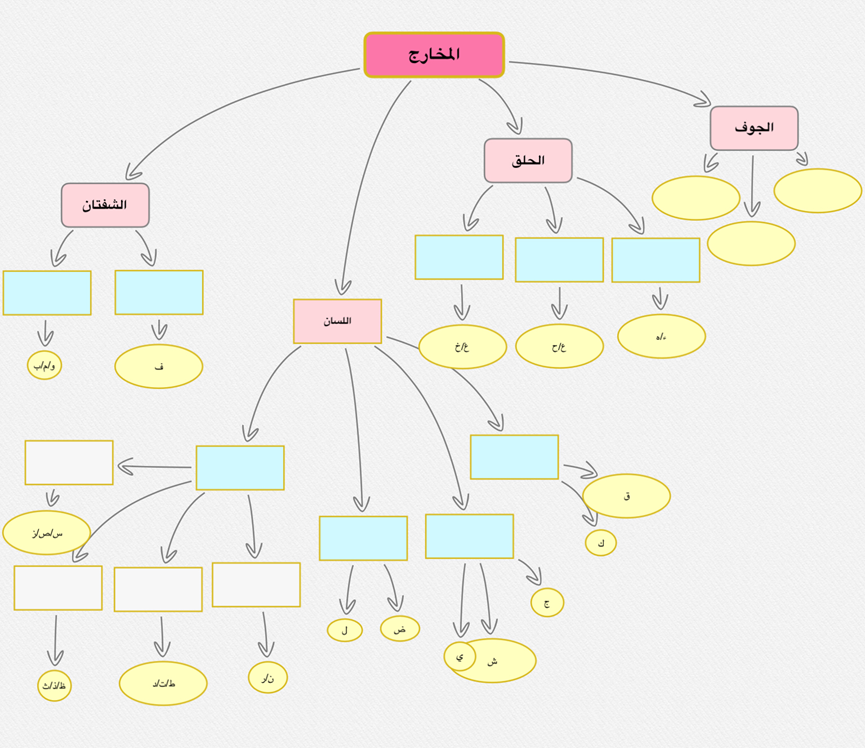 المخارج
الجوف
الحلق
الشفتان
اللسان
ء/ه
ع/ح
غ/خ
ف
و/م/ب
ق
ك
ج
ش
ي
ض
ل
ن/ر
ط/ت/د
ظ/ذ/ث
س/ص/ز